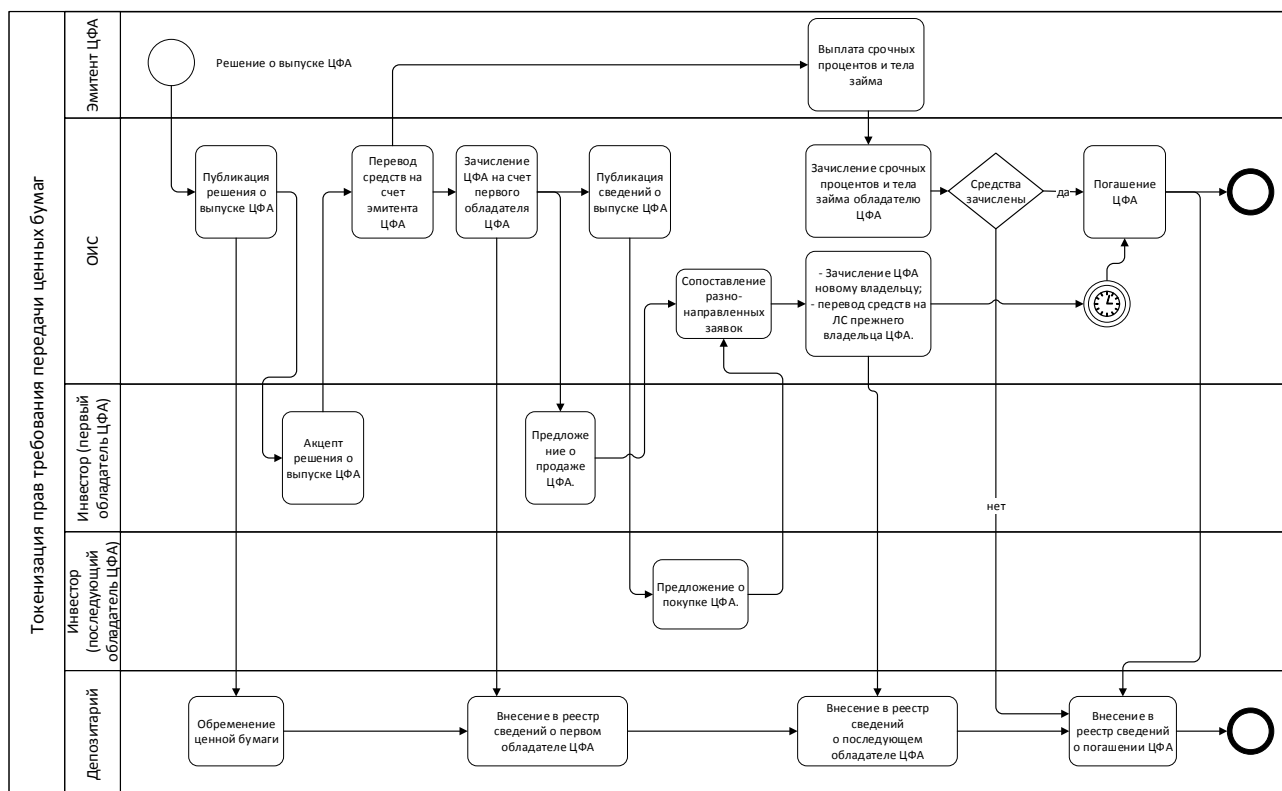 Токенизация прав требования передачи ценных бумаг
Эмитент ЦФА
Решение о выпуске ЦФА
Выплата срочных
процентов и тела
займа
ОИС
Публикация
решения о
выпуске ЦФА
Перевод
средств на
счет
эмитента
ЦФА
Зачисление
ЦФА на счет
первого
обладателя
ЦФА
Публикация
сведений о
выпуске ЦФА
Зачисление срочных
процентов и тела
займа обладателю
ЦФА
Средства
зачислены
да
Погашение
ЦФА
Сопоставление
разно-
направленных
заявок
- Зачисление ЦФА
новому владельцу;
- перевод средств на
ЛС прежнего
владельца ЦФА.
Инвестор (первый
обладатель ЦФА)
Акцепт
решения о
выпуске ЦФА
Предложе
ние о
продаже
ЦФА.
нет
Инвестор
(последующий
обладатель ЦФА)
Предложение о
покупке ЦФА.
Депозитарий
Обременение
ценной бумаги
Внесение в реестр
сведений о первом
обладателе ЦФА
Внесение в реестр
сведений
о последующем
обладателе ЦФА
Внесение в
реестр сведений
о погашении ЦФА